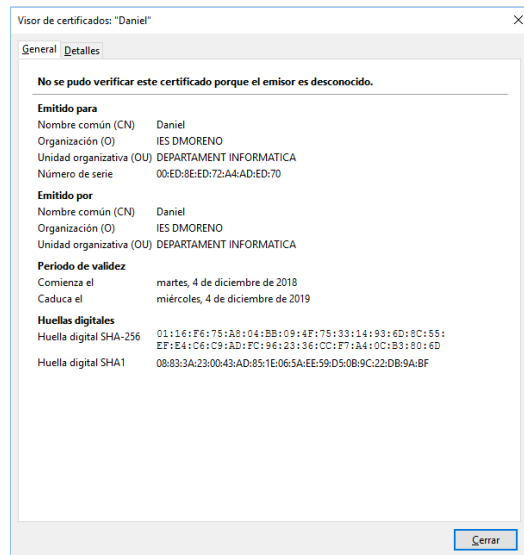 Visor de certificados: "Daniel"
General Detalles
No se pudo verificar este certificado porque el emisor es desconocido.
Emitido para
Nombre común (CN) Daniel
Organización (O) IES DMORENO
Unidad organizativa (OU) DEPARTAMENT INFORMATICA
Número de serie 00:ED:8E:ED:72:A4:AD:ED:70
Emitido por
Nombre común (CN) Daniel
Organización (O) IES DMORENO
Unidad organizativa (OU) DEPARTAMENT INFORMATICA
Periodo de validez
Comienza el martes, 4 de diciembre de 2018
Caduca el miércoles, 4 de diciembre de 2019
Huellas digitales
Huella digital SHA-256 01:16:F6:75:A8:04:BB:09:4F:75:33:14:93:6D:8C:55:
EF:E4:C6:C9:AD:FC:96:23:36:CC:F7:A4:0C:B3:80:6D
Huella digital SHA1 08:83:3A:23:00:43:AD:85:1E:06:5A:EE:59:D5:0B:9C:22:DB:9A:BF
Cerrar